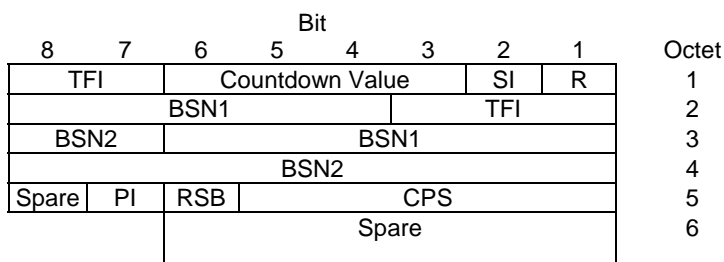 Bit
8 7 6 5 4 3 2 1 Octet
TFI Countdown Value SI R 1
BSN1 TFI 2
BSN2 BSN1 3
BSN2 4
Spare PI RSB CPS 5
Spare 6